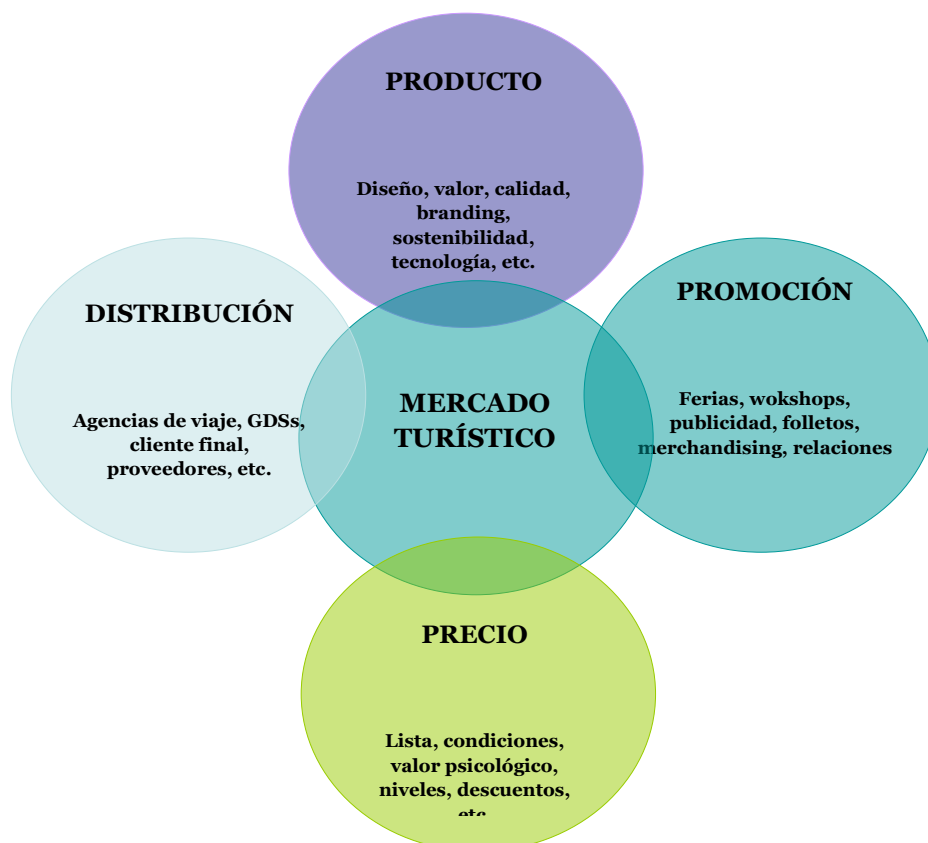 PRODUCTO
Diseño, valor, calidad,
branding,
sostenibilidad,
tecnología, etc.
DISTRIBUCIÓN
Agencias de viaje, GDSs,
cliente final,
proveedores, etc.
MERCADO
TURÍSTICO
PROMOCIÓN
Ferias, wokshops,
publicidad, folletos,
merchandising, relaciones
PRECIO
Lista, condiciones,
valor psicológico,
niveles, descuentos,
etc